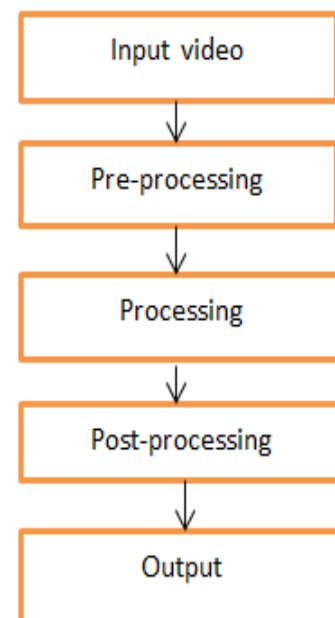 Input video
Pre-processing
Processing
Post-processing
Output